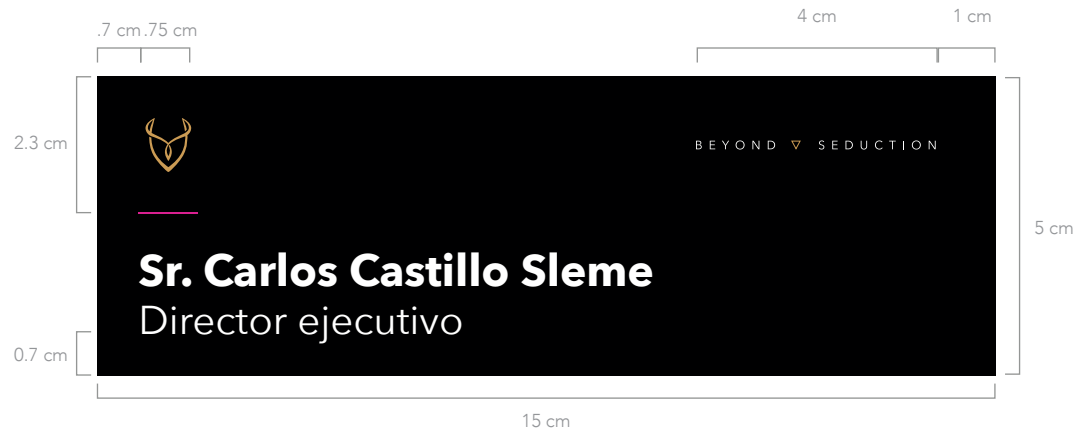 .7 cm .75 cm
4 cm
1 cm
2.3 cm
BEYOND SEDUCTION
5 cm
Sr. Carlos Castillo Sleme
Director ejecutivo
0.7 cm
15 cm